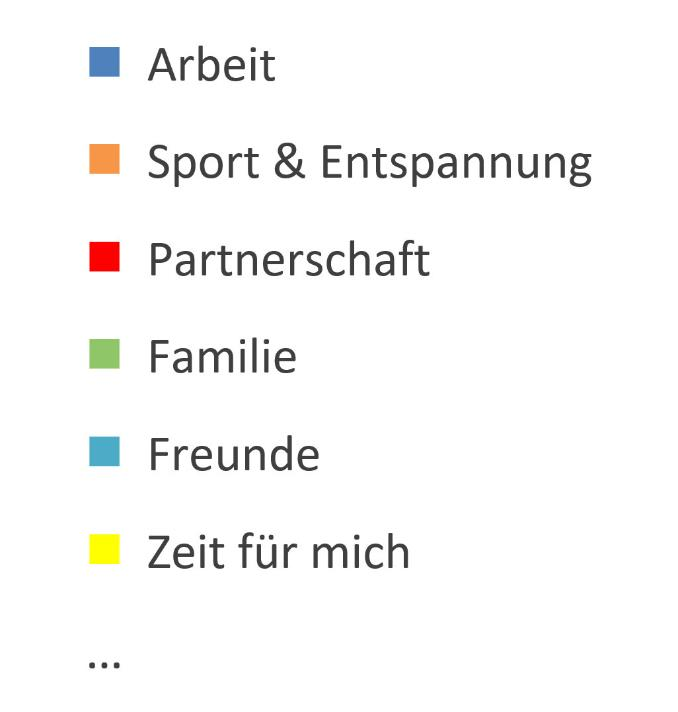 Arbeit
Sport & Entspannung
Partnerschaft
Familie
Freunde
Zeit für mich
...